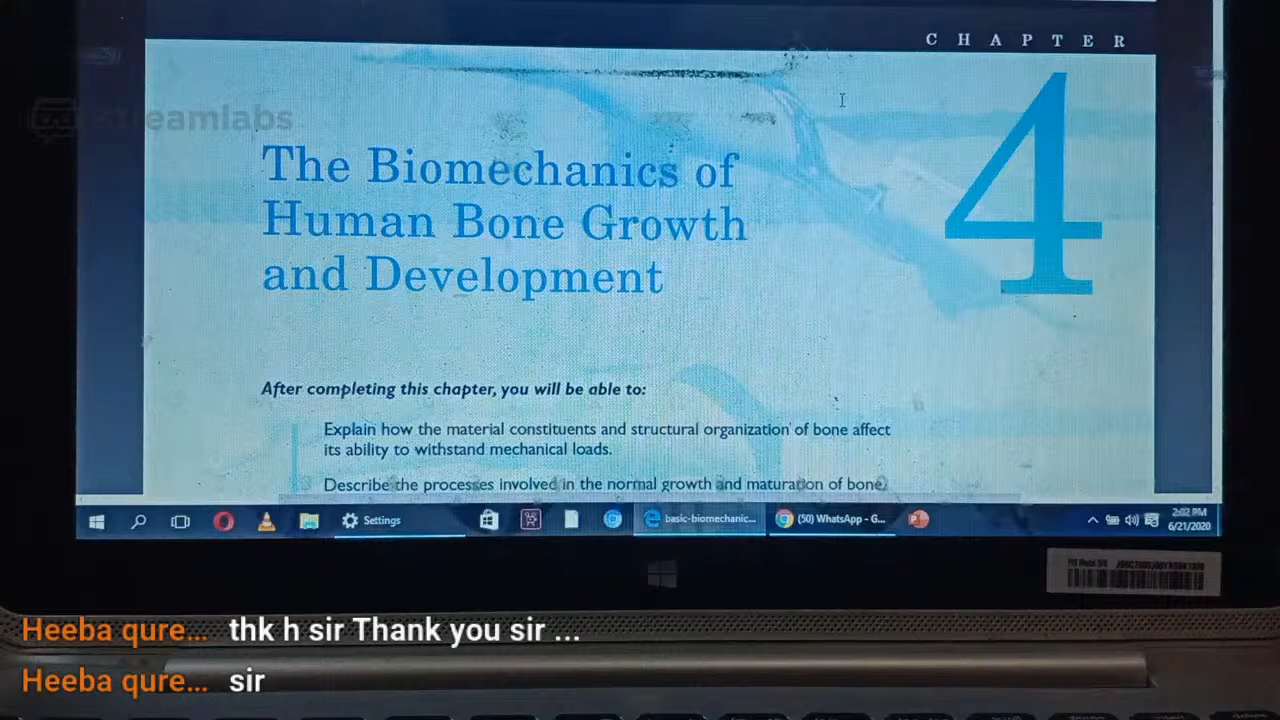 CHAPTER
4
streamlabs
The Biomechanics of
Human Bone Growth
and Development
After completing this chapter, you will be able to:
Explain how the material constituents and structural organization of bone affect
its ability to withstand mechanical loads.
Describe the processes involved in the normal growth and maturation of bone.
Settings
basic-biomechanic...
(50) WhatsApp - G...
2:02 PM
6/21/2020
Heeba qure... thk h sir Thank you sir ...
Heeba qure... sir